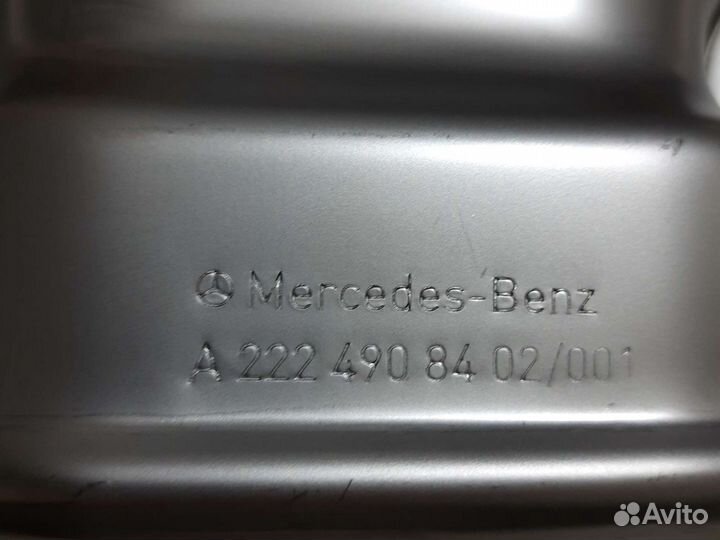 Mercedes-Benz
A 222 490 84 02/001
Avito